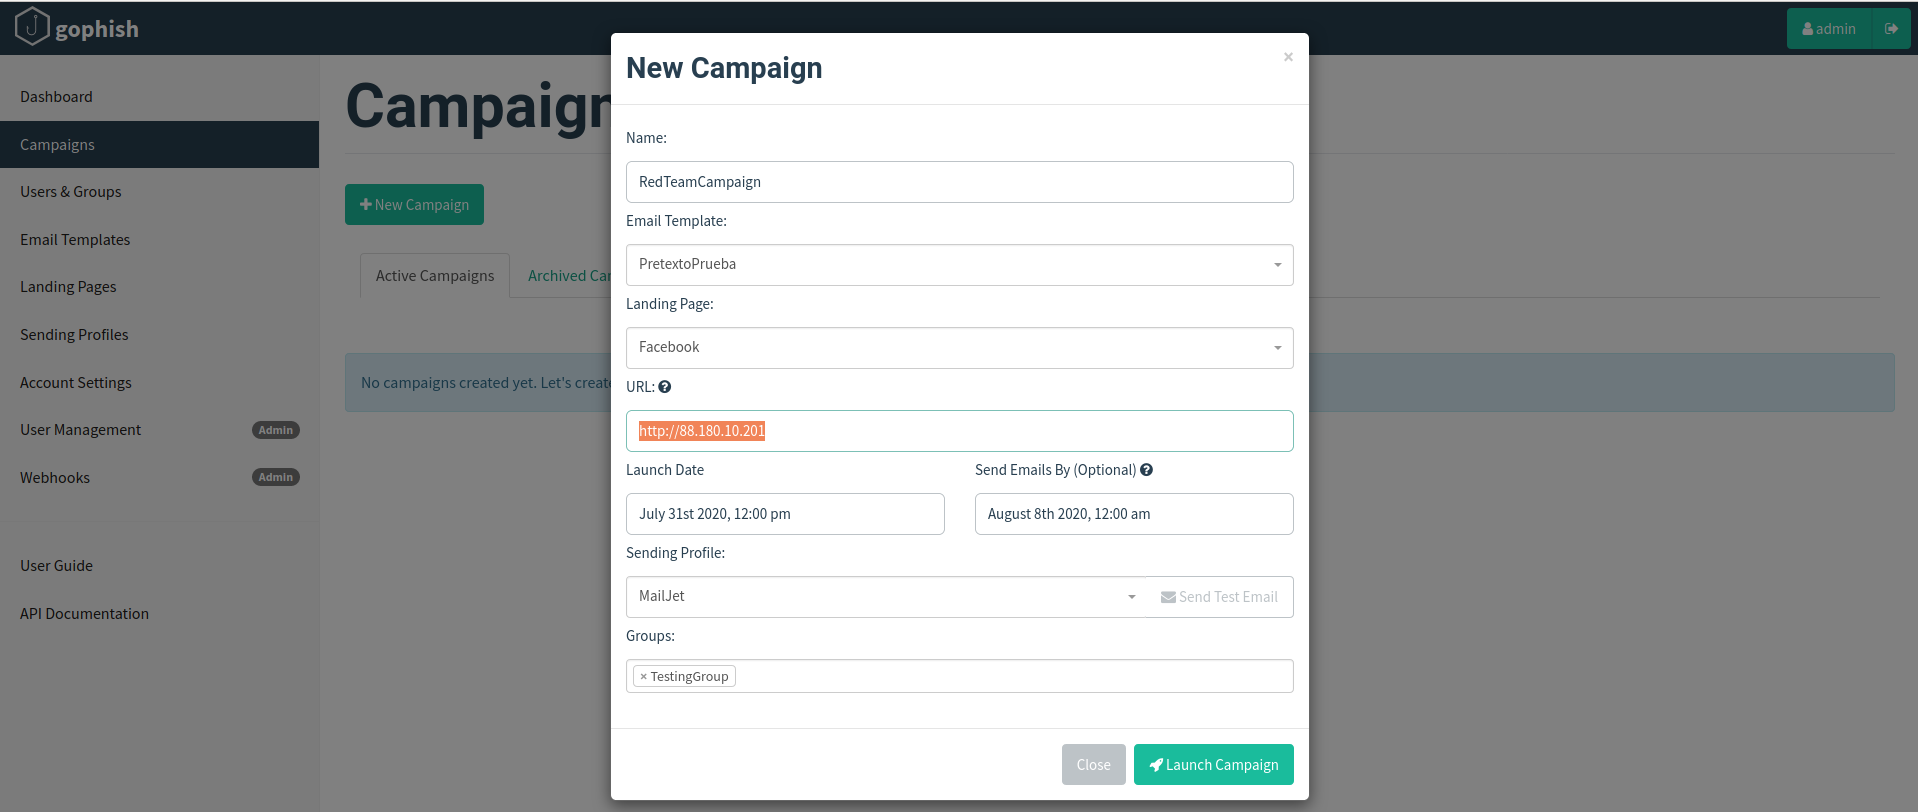 gophish
admin
Dashboard
Campaigns
Users & Groups
Email Templates
Landing Pages
Sending Profiles
Account Settings
User Management Admin
Webhooks Admin
User Guide
API Documentation
Campaign
New Campaign
Active Campaigns Archived Ca
No campaigns created yet. Let's create
New Campaign
×
Name:
RedTeamCampaign
Email Template:
PretextoPrueba
Landing Page:
Facebook
URL: ?
http://88.180.10.201
Launch Date Send Emails By (Optional) ?
July 31st 2020, 12:00 pm August 8th 2020, 12:00 am
Sending Profile:
MailJet Send Test Email
Groups:
× TestingGroup
Close Launch Campaign